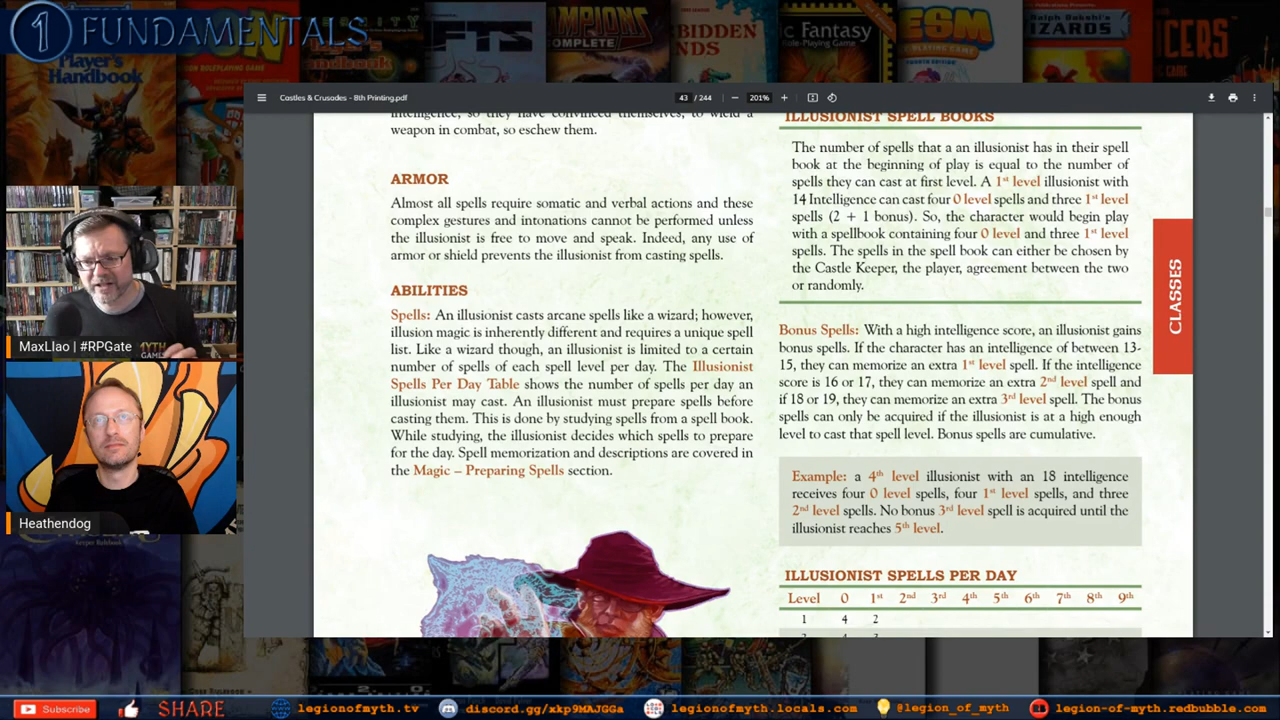 1 FUNDAMENTALS
Player's
Handbook
CHAMPIONS
COMPLETE
Fantasy
Role-Playing Game
ESM
ROLE-PLAYING GAME
FOURTH EDITION
Ralph Bakshi's
WIZARDS
Castles & Crusades - 8th Printing.pdf
43 / 244
201%
intelligence, so they have convinced themselves, to wield a
weapon in combat, so eschew them.
ARMOR
Almost all spells require somatic and verbal actions and these
complex gestures and intonations cannot be performed unless
the illusionist is free to move and speak. Indeed, any use of
armor or shield prevents the illusionist from casting spells.
ABILITIES
Spells: An illusionist casts arcane spells like a wizard; however,
illusion magic is inherently different and requires a unique spell
list. Like a wizard though, an illusionist is limited to a certain
number of spells of each spell level per day. The Illusionist
Spells Per Day Table shows the number of spells per day an
illusionist may cast. An illusionist must prepare spells before
casting them. This is done by studying spells from a spell book.
While studying, the illusionist decides which spells to prepare
for the day. Spell memorization and descriptions are covered in
the Magic – Preparing Spells section.
ILLUSIONIST SPELL BOOKS
The number of spells that a an illusionist has in their spell
book at the beginning of play is equal to the number of
spells they can cast at first level. A 1st level illusionist with
14 Intelligence can cast four 0 level spells and three 1st level
spells (2 + 1 bonus). So, the character would begin play
with a spellbook containing four 0 level and three 1st level
spells. The spells in the spell book can either be chosen by
the Castle Keeper, the player, agreement between the two
or randomly.
Bonus Spells: With a high intelligence score, an illusionist gains
bonus spells. If the character has an intelligence of between 13-
15, they can memorize an extra 1st level spell. If the intelligence
score is 16 or 17, they can memorize an extra 2nd level spell and
if 18 or 19, they can memorize an extra 3rd level spell. The bonus
spells can only be acquired if the illusionist is at a high enough
level to cast that spell level. Bonus spells are cumulative.
Example: a 4th level illusionist with an 18 intelligence
receives four 0 level spells, four 1st level spells, and three
2nd level spells. No bonus 3rd level spell is acquired until the
illusionist reaches 5th level.
ILLUSIONIST SPELLS PER DAY
Level 0 1st 2nd 3rd 4th 5th 6th 7th 8th 9th
1 4 2
CLASSES
MaxLIao | #RPGate
Heathendog
Subscribe
SHARE
legionofmyth.tv
discord.gg/xkp9MAJGGa
legionofmyth.locals.com
@legion_of_myth
legion-of-myth.redbubble.com